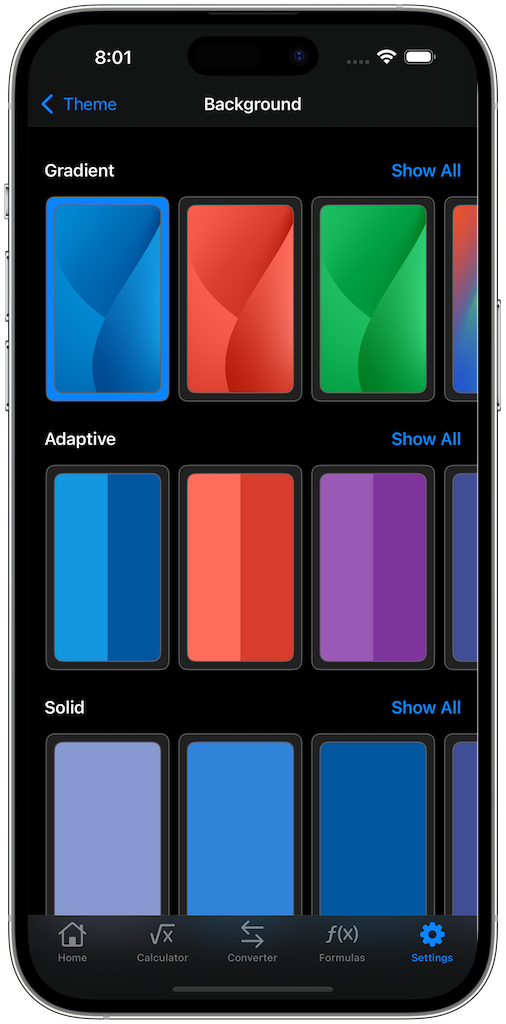 8:01
Theme Background
Gradient Show All
Adaptive Show All
Solid Show All
√x ƒ(x)
Home Calculator Converter Formulas Settings